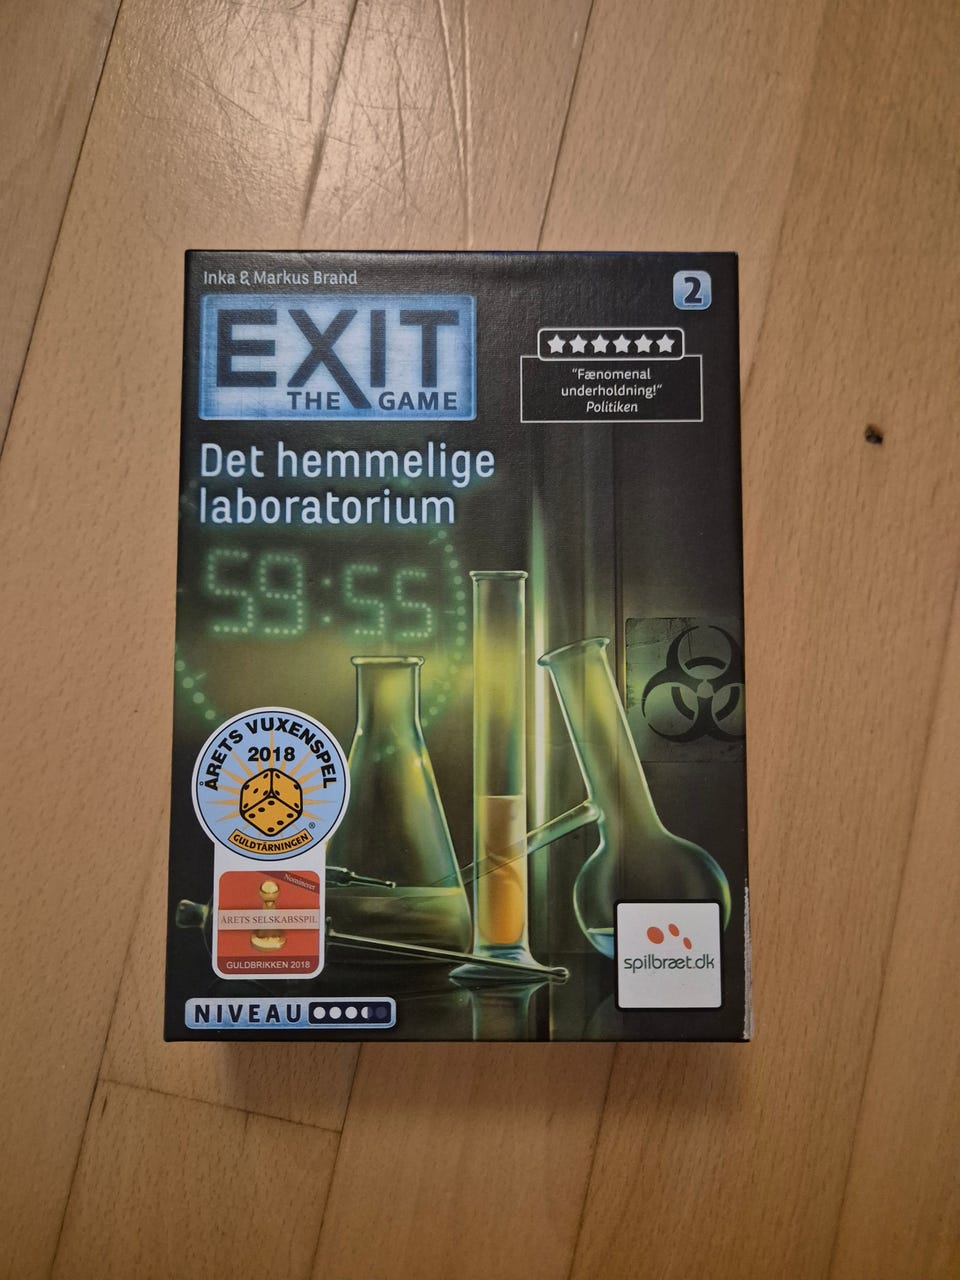 Inka & Markus Brand
2
EXIT
THE GAME
"Fænomenal
underholdning!"
Politiken
Det hemmelige
laboratorium
59:55
ÅRETS VUXENSPEL
2018
GULDTÄRNINGEN ®
Nomineret
ÅRETS SELSKABSSPIL
GULDBRIKKEN 2018
spilbræt.dk
NIVEAU